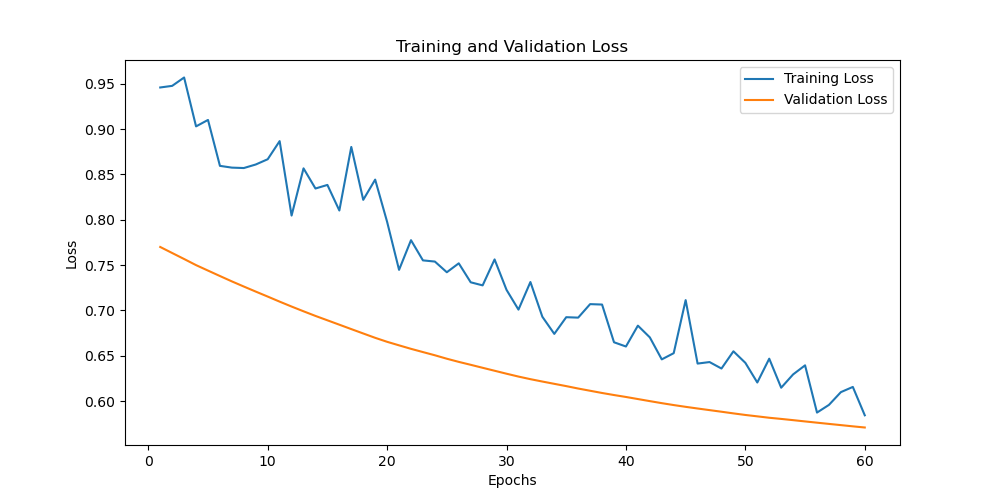 Training and Validation Loss
Training Loss
Validation Loss
0.95
0.90
0.85
0.80
0.75
0.70
0.65
0.60
Loss
0 10 20 30 40 50 60
Epochs